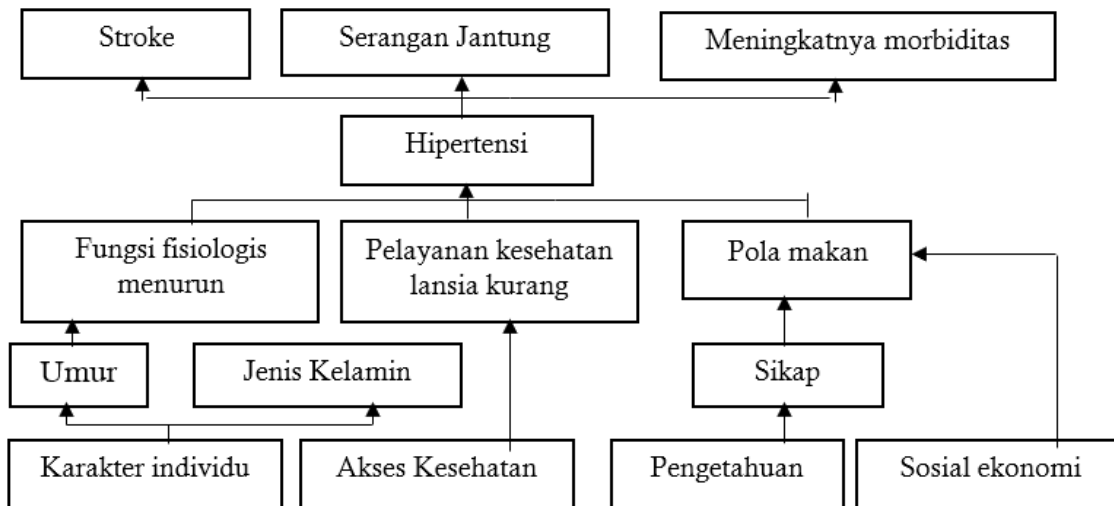 Stroke
Serangan Jantung
Meningkatnya morbiditas
Hipertensi
Fungsi fisiologis
menurun
Pelayanan kesehatan
lansia kurang
Pola makan
Umur
Jenis Kelamin
Sikap
Karakter individu
Akses Kesehatan
Pengetahuan
Sosial ekonomi